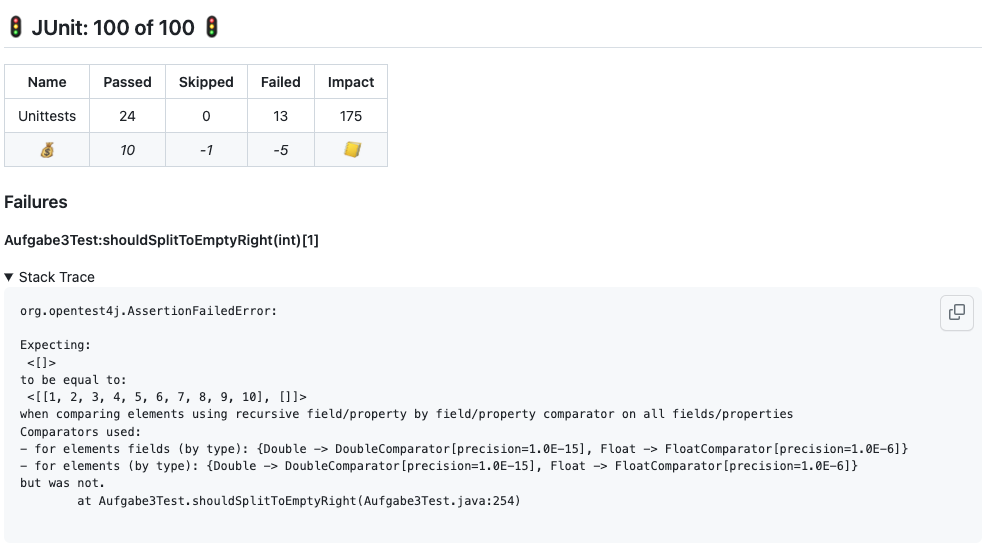 🚦 JUnit: 100 of 100 🚦
Name Passed Skipped Failed Impact
Unittests 24 0 13 175
💰 10 -1 -5 🟨
Failures
Aufgabe3Test:shouldSplitToEmptyRight(int)[1]
▼ Stack Trace
org.opentest4j.AssertionFailedError:
Expecting:
 <[]>
to be equal to:
 <[[1, 2, 3, 4, 5, 6, 7, 8, 9, 10], []]>
when comparing elements using recursive field/property by field/property comparator on all fields/properties
Comparators used:
- for elements fields (by type): {Double -> DoubleComparator[precision=1.0E-15], Float -> FloatComparator[precision=1.0E-6]}
- for elements (by type): {Double -> DoubleComparator[precision=1.0E-15], Float -> FloatComparator[precision=1.0E-6]}
but was not.
        at Aufgabe3Test.shouldSplitToEmptyRight(Aufgabe3Test.java:254)